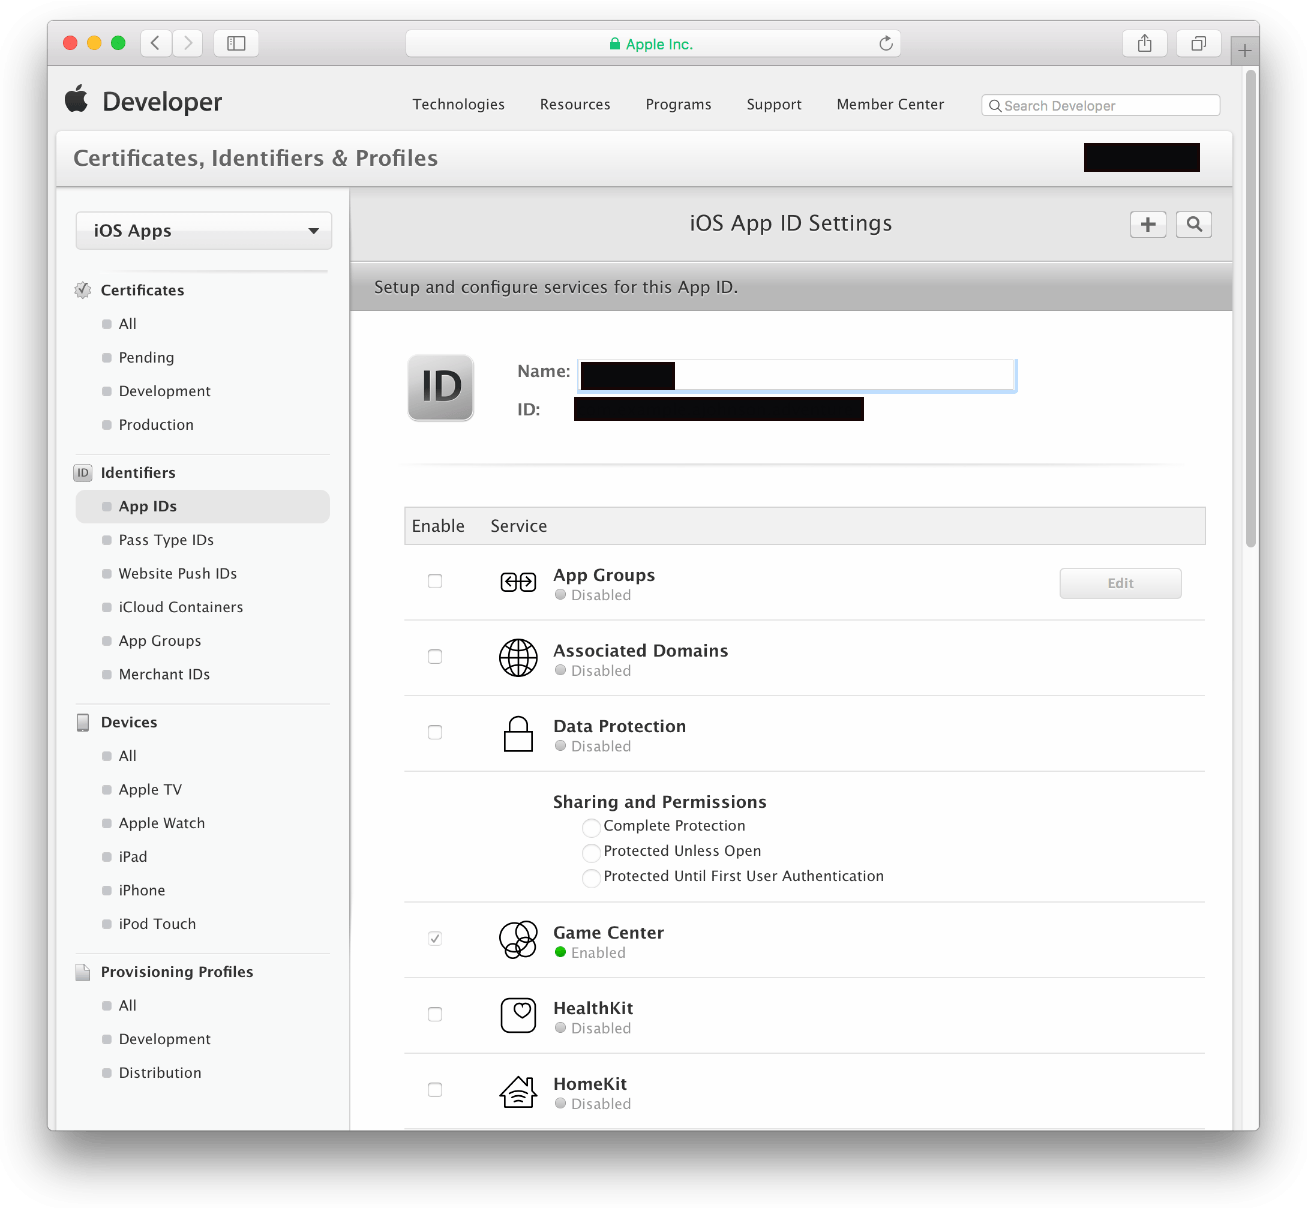 Apple Inc.
Developer
Technologies
Resources
Programs
Support
Member Center
Search Developer
Certificates, Identifiers & Profiles
iOS Apps
Certificates
All
Pending
Development
Production
ID
Identifiers
App IDs
Pass Type IDs
Website Push IDs
iCloud Containers
App Groups
Merchant IDs
Devices
All
Apple TV
Apple Watch
iPad
iPhone
iPod Touch
Provisioning Profiles
All
Development
Distribution
iOS App ID Settings
Setup and configure services for this App ID.
ID
Name:
ID:
Enable
Service
App Groups
Disabled
Edit
Associated Domains
Disabled
Data Protection
Disabled
Sharing and Permissions
Complete Protection
Protected Unless Open
Protected Until First User Authentication
Game Center
Enabled
HealthKit
Disabled
HomeKit
Disabled